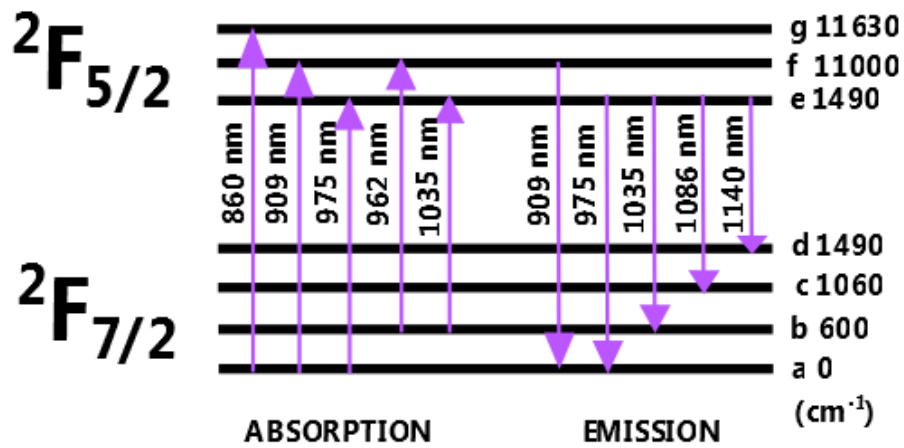 ²F5/2
g 11630
f 11000
e 1490
860 nm
909 nm
975 nm
962 nm
1035 nm
909 nm
975 nm
1035 nm
1086 nm
1140 nm
²F7/2
d 1490
c 1060
b 600
a 0
(cm⁻¹)
ABSORPTION
EMISSION